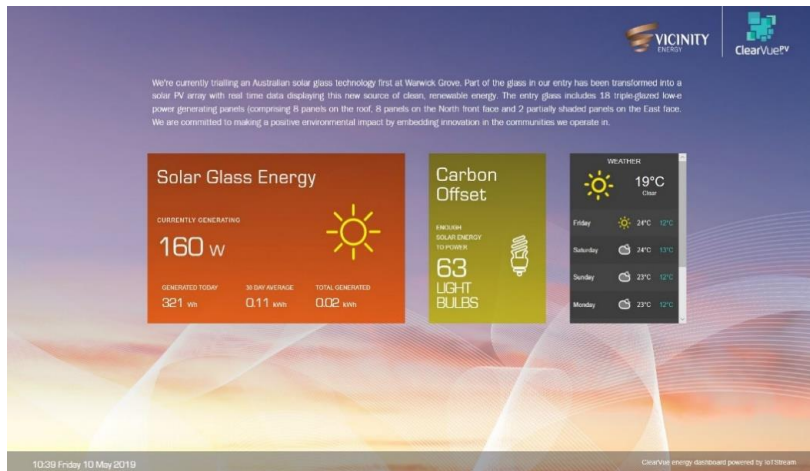 VICINITY
ENERGY
ClearVuePV
We're currently trialling an Australian solar glass technology first at Warwick Grove. Part of the glass in our entry has been transformed into a
solar PV array with real time data displaying this new source of clean, renewable energy. The entry glass includes 18 triple-glazed low-e
power generating panels (comprising 8 panels on the roof, 8 panels on the North front face and 2 partially shaded panels on the East face.
We are committed to making a positive environmental impact by embedding innovation in the communities we operate in.
Solar Glass Energy
CURRENTLY GENERATING
160 W
GENERATED TODAY 30 DAY AVERAGE TOTAL GENERATED
321 Wh 0.11 kWh 0.02 kWh
Carbon
Offset
ENOUGH
SOLAR ENERGY
TO POWER
63
LIGHT
BULBS
WEATHER
19°C
Clear
Friday 24°C 12°C
Saturday 24°C 13°C
Sunday 23°C 12°C
Monday 23°C 12°C
10:39 Friday 10 May 2019
ClearVue energy dashboard powered by IoTStream